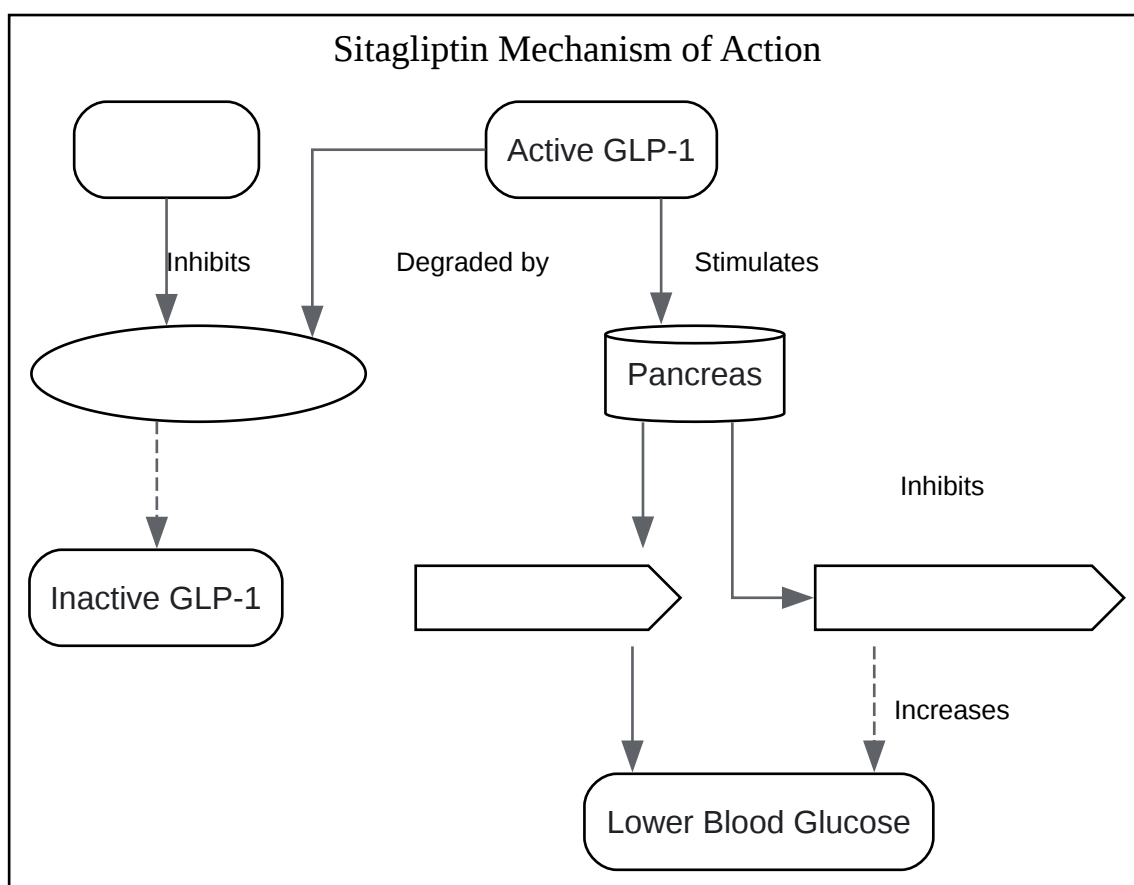 Sitagliptin Mechanism of Action
Active GLP-1
Inhibits
Degraded by
Stimulates
Pancreas
Inhibits
Inactive GLP-1
Increases
Lower Blood Glucose